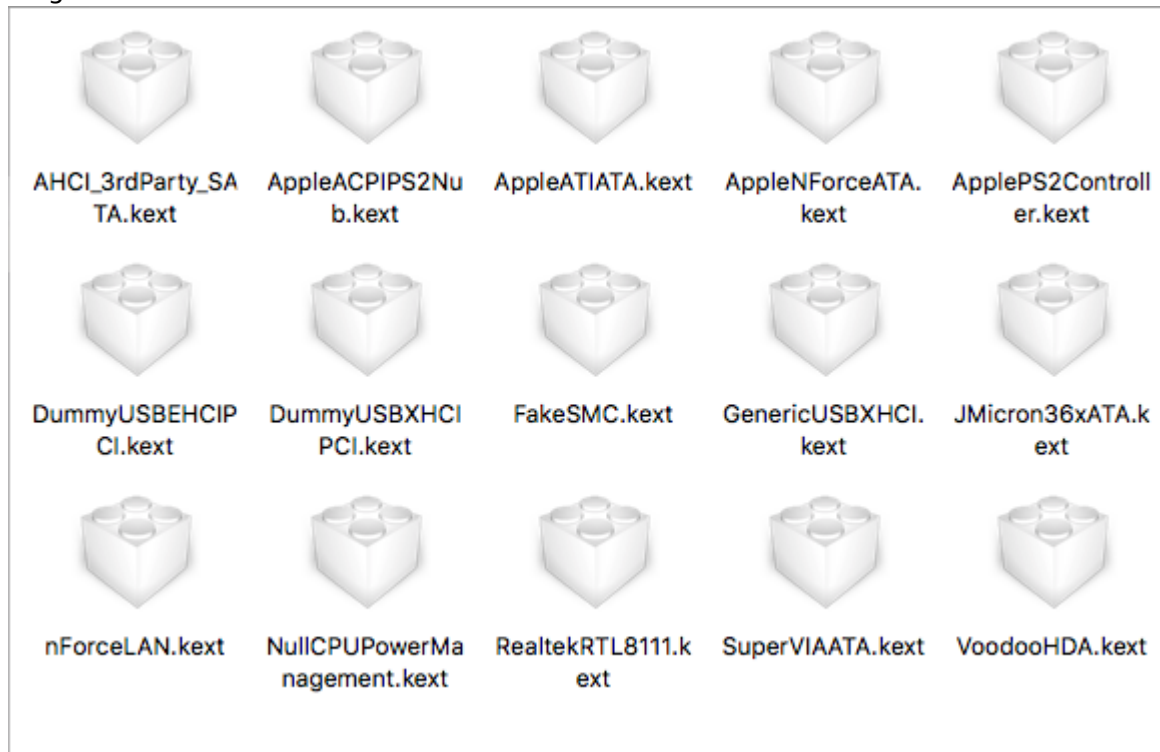 AHCI_3rdParty_SA
TA.kext
AppleACPIPS2Nu
b.kext
AppleATIATA.kext
AppleNForceATA.
kext
ApplePS2Controll
er.kext
DummyUSBEHCIP
CI.kext
DummyUSBXHCI
PCI.kext
FakeSMC.kext
GenericUSBXHCI.
kext
JMicron36xATA.k
ext
nForceLAN.kext
NullCPUPowerMa
nagement.kext
RealtekRTL8111.k
ext
SuperVIAATA.kext
VoodooHDA.kext